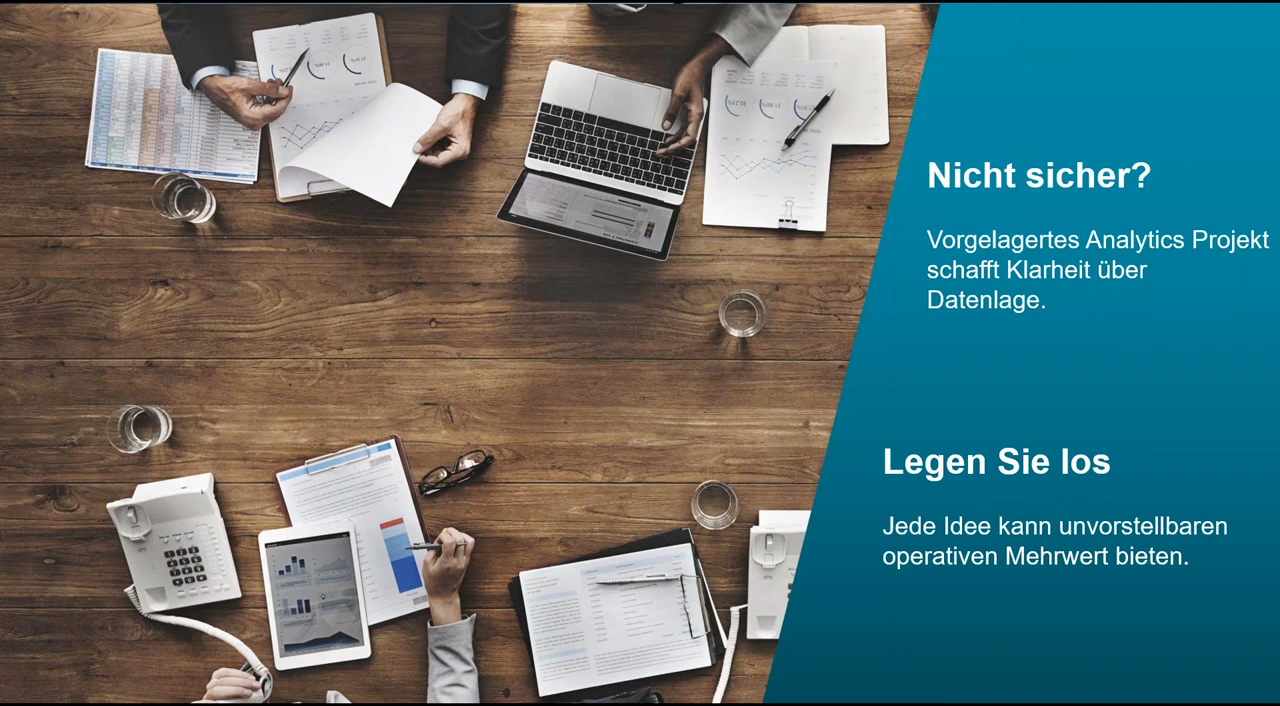 Nicht sicher?
Vorgelagertes Analytics Projekt
schafft Klarheit über
Datenlage.
Legen Sie los
Jede Idee kann unvorstellbaren
operativen Mehrwert bieten.